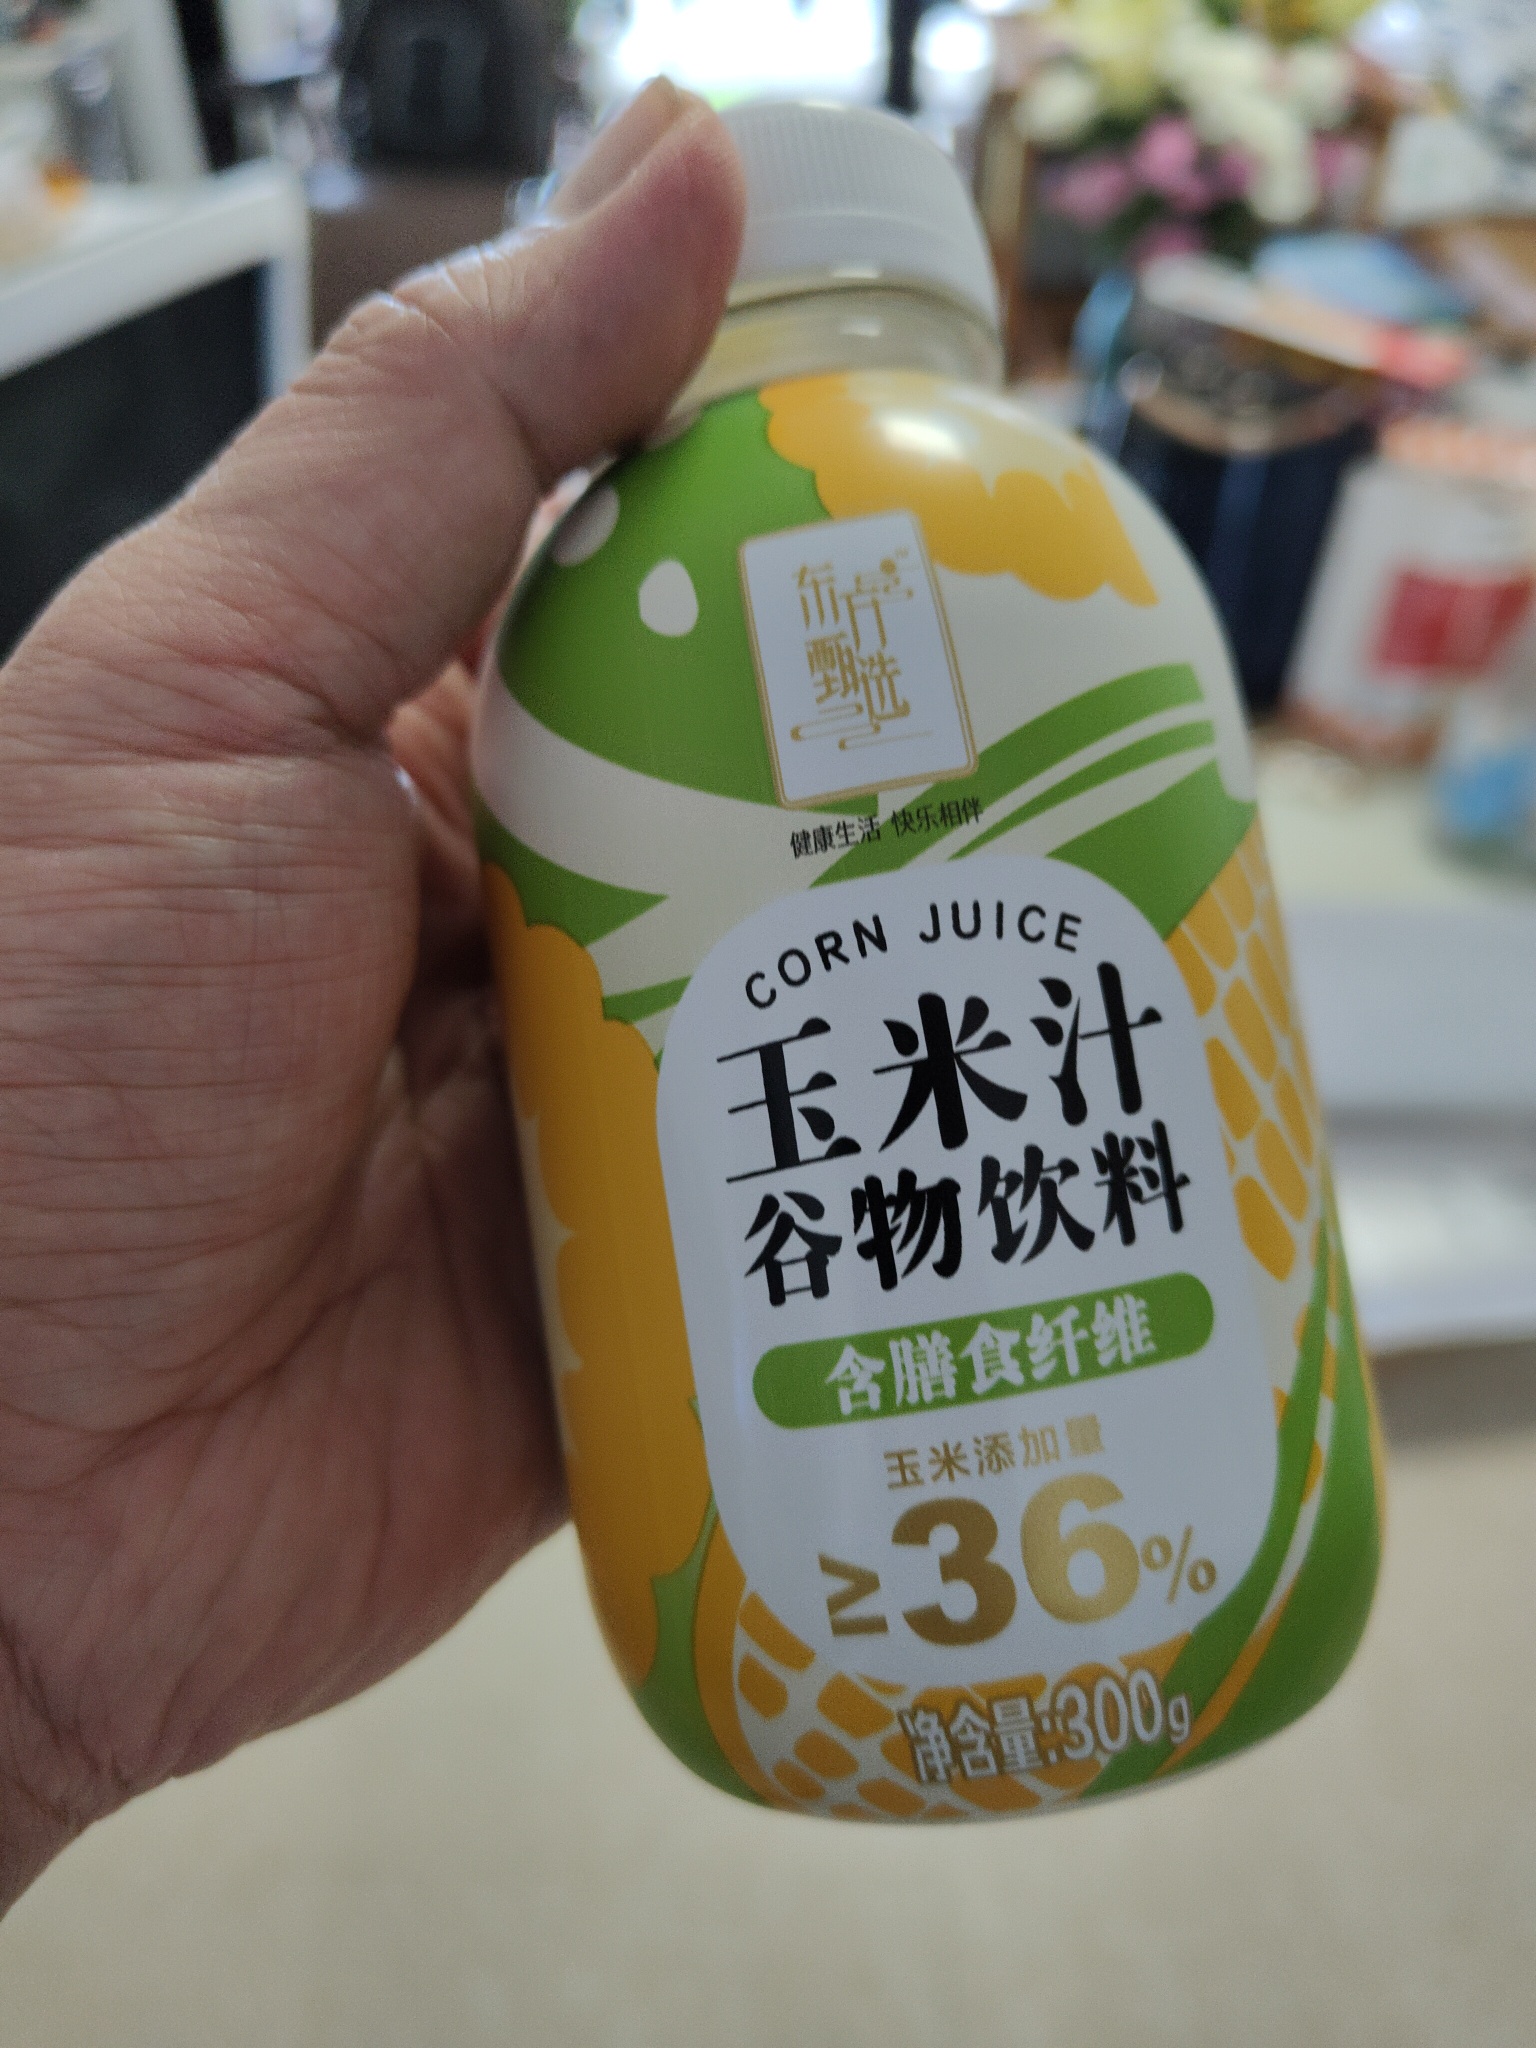 东方甄选
健康生活 快乐相伴
CORN JUICE
玉米汁
谷物饮料
含膳食纤维
玉米添加量
≥36%
净含量:300g